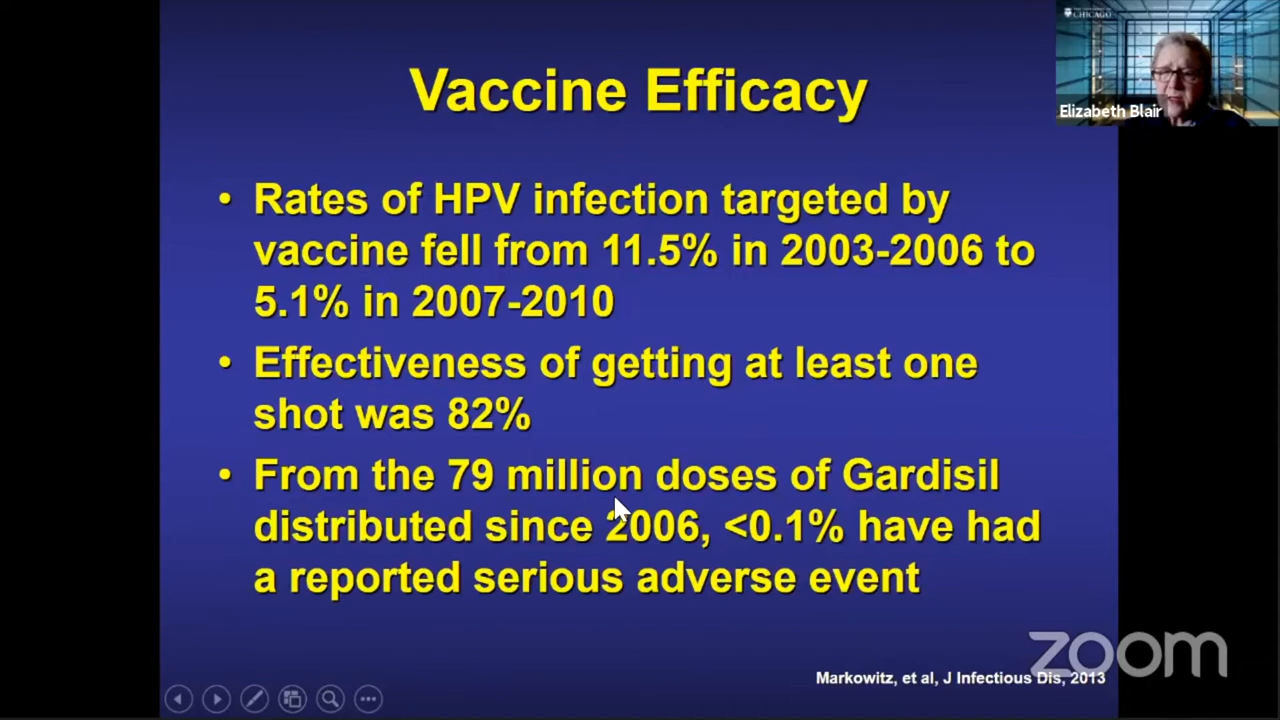 Vaccine Efficacy
CHICAGO
Elizabeth Blair
• Rates of HPV infection targeted by
vaccine fell from 11.5% in 2003-2006 to
5.1% in 2007-2010
• Effectiveness of getting at least one
shot was 82%
• From the 79 million doses of Gardisil
distributed since 2006, <0.1% have had
a reported serious adverse event
zoom
Markowitz, et al, J Infectious Dis, 2013